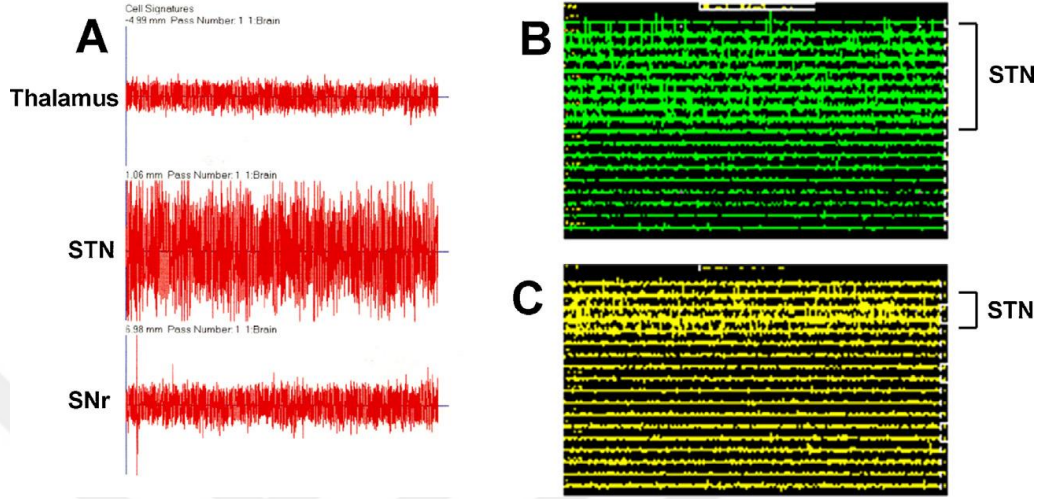 A
Cell Signatures
-4.99 mm Pass Number: 1 1:Brain
Thalamus
1.06 mm Pass Number: 1 1:Brain
STN
6.98 mm Pass Number: 1 1:Brain
SNr
B
STN
C
STN